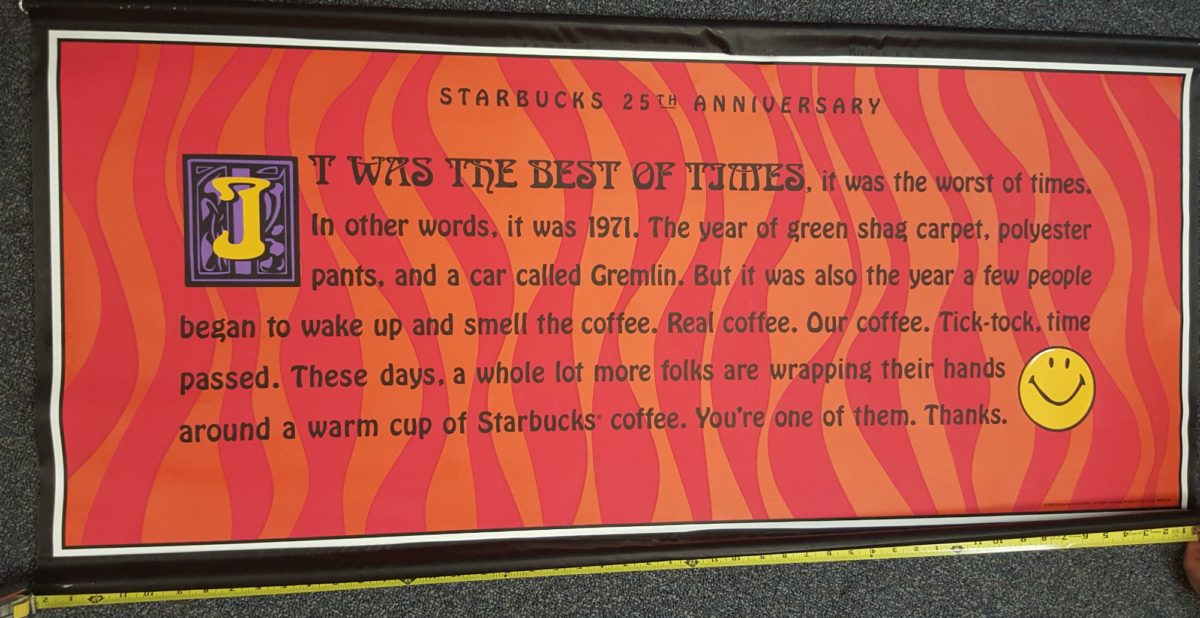 STARBUCKS 25TH ANNIVERSARY
IT WAS THE BEST OF TIMES, it was the worst of times.
In other words, it was 1971. The year of green shag carpet, polyester
pants, and a car called Gremlin. But it was also the year a few people
began to wake up and smell the coffee. Real coffee. Our coffee. Tick-tock, time
passed. These days, a whole lot more folks are wrapping their hands
around a warm cup of Starbucks® coffee. You're one of them. Thanks.